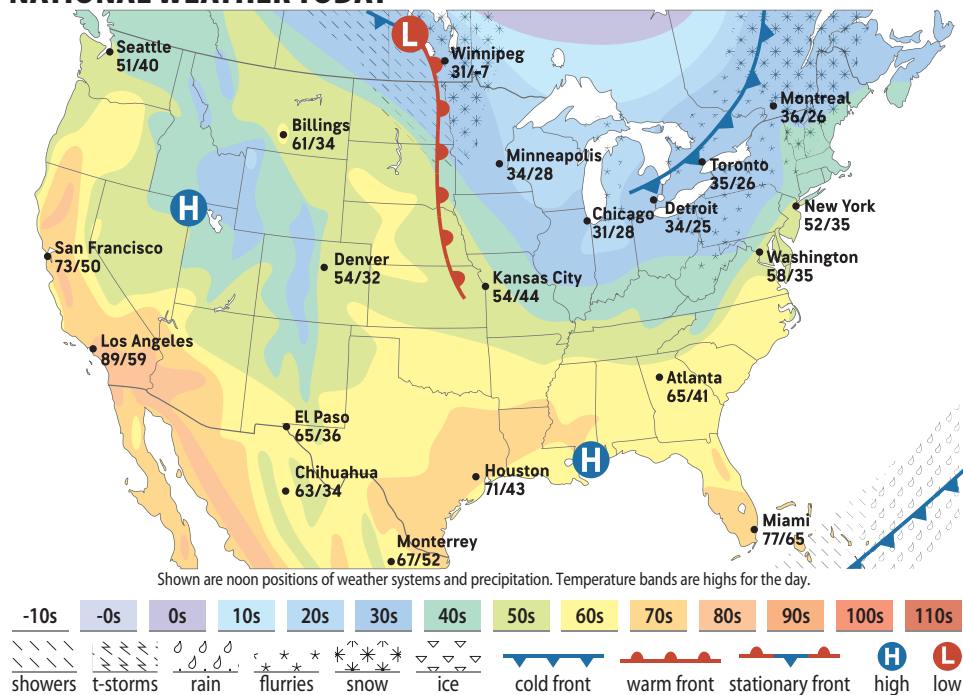 NATIONAL WEATHER TODAY
L
Seattle
51/40
Winnipeg
31/-7
Billings
61/34
Montreal
36/26
Minneapolis
34/28
Toronto
35/26
H
Chicago
31/28
Detroit
34/25
New York
52/35
San Francisco
73/50
Denver
54/32
Kansas City
54/44
Washington
58/35
Los Angeles
89/59
Atlanta
65/41
El Paso
65/36
H
Chihuahua
63/34
Houston
71/43
Miami
77/65
Monterrey
67/52
Shown are noon positions of weather systems and precipitation. Temperature bands are highs for the day.
-10s -0s 0s 10s 20s 30s 40s 50s 60s 70s 80s 90s 100s 110s
H L
showers t-storms rain flurries snow ice cold front warm front stationary front high low